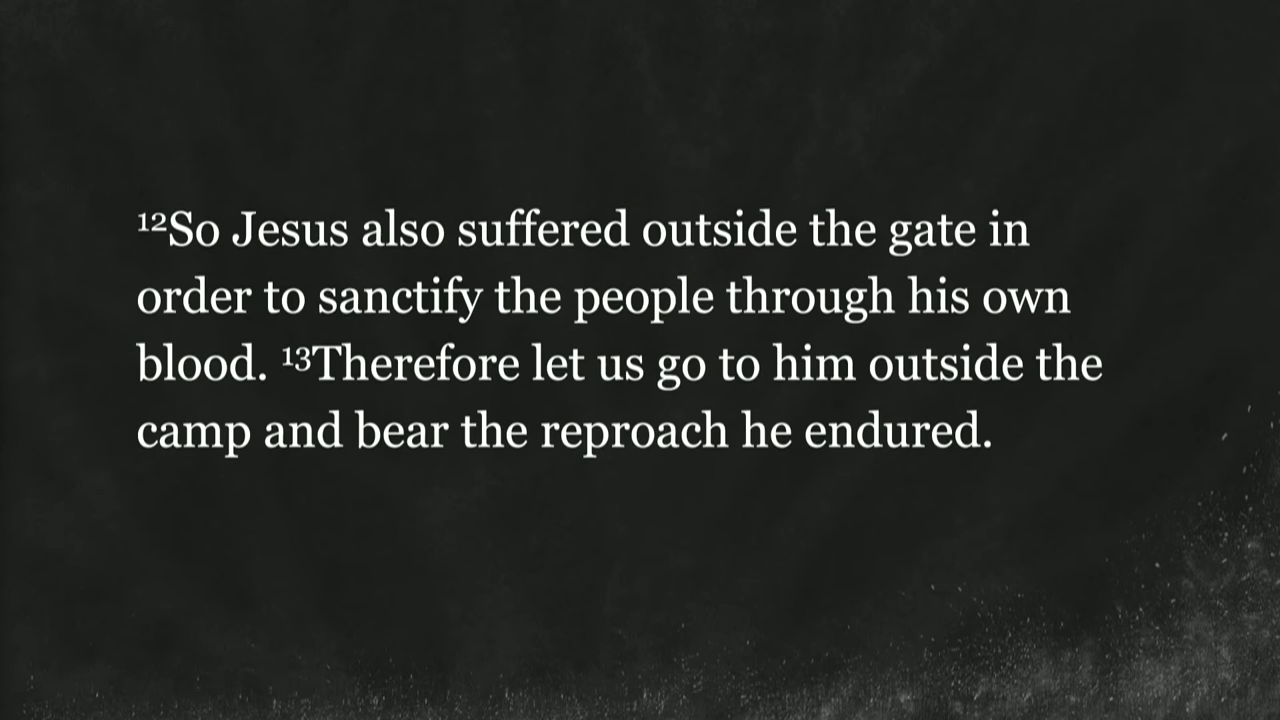 ¹²So Jesus also suffered outside the gate in
order to sanctify the people through his own
blood. ¹³Therefore let us go to him outside the
camp and bear the reproach he endured.